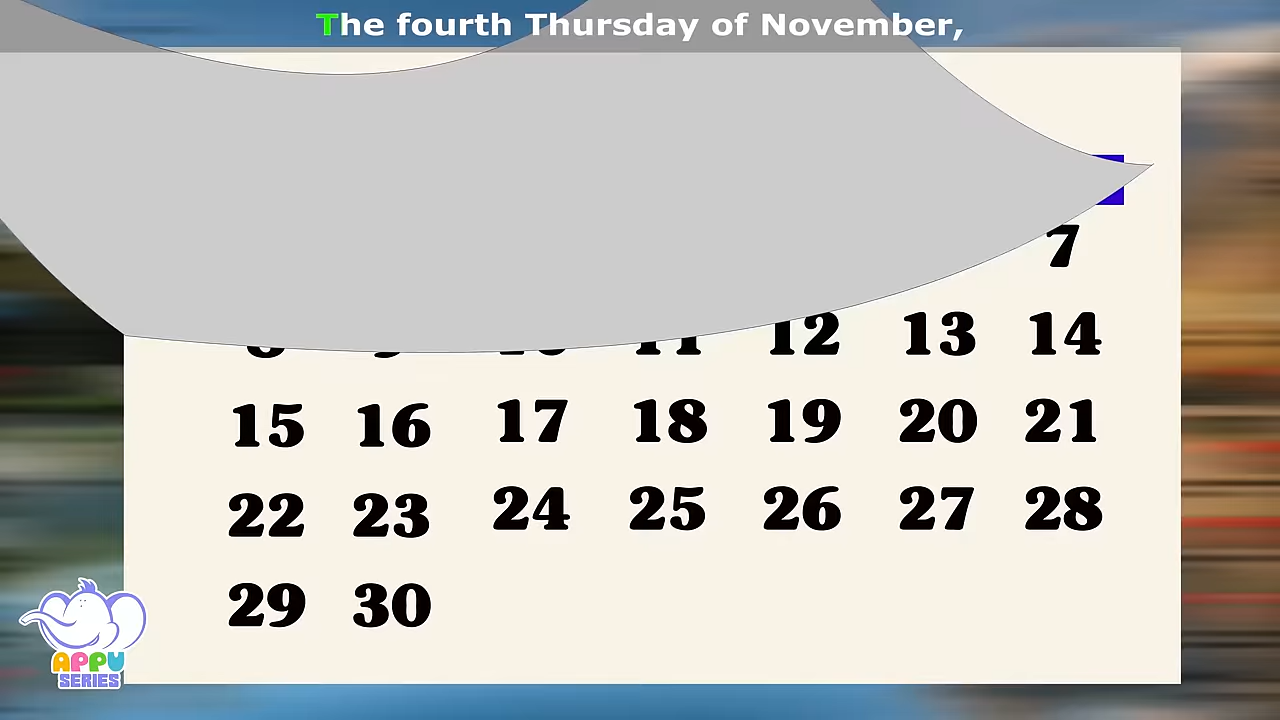 The fourth Thursday of November,
7
12 13 14
15 16 17 18 19 20 21
22 23 24 25 26 27 28
29 30
APPU
SERIES